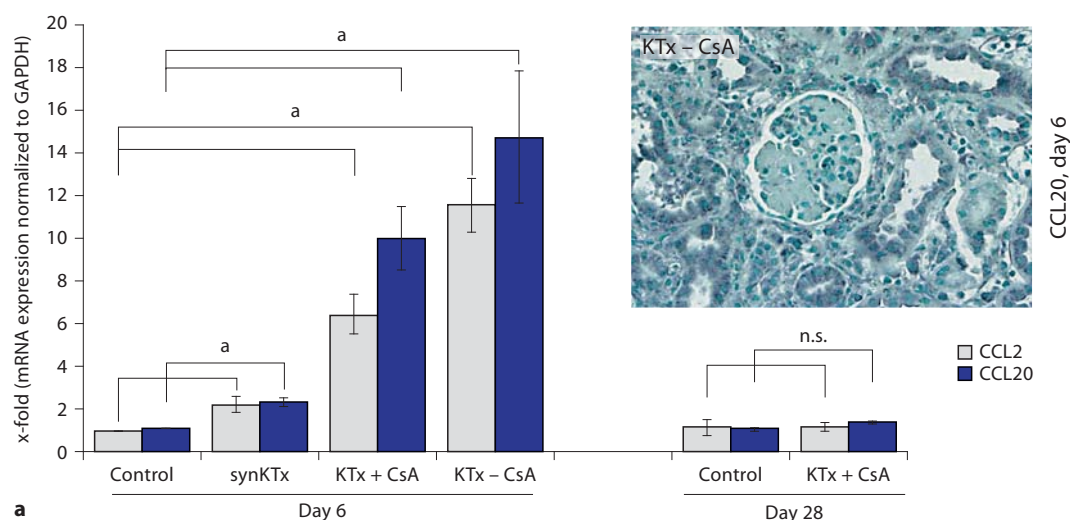 x-fold (mRNA expression normalized to GAPDH)
20
18
16
14
12
10
8
6
4
2
0
a
a
a
Control
synKTx
KTx + CsA
KTx – CsA
Day 6
KTx – CsA
CCL20, day 6
n.s.
CCL2
CCL20
Control
KTx + CsA
Day 28
a